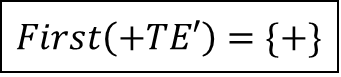 First(+TE′) = {+}